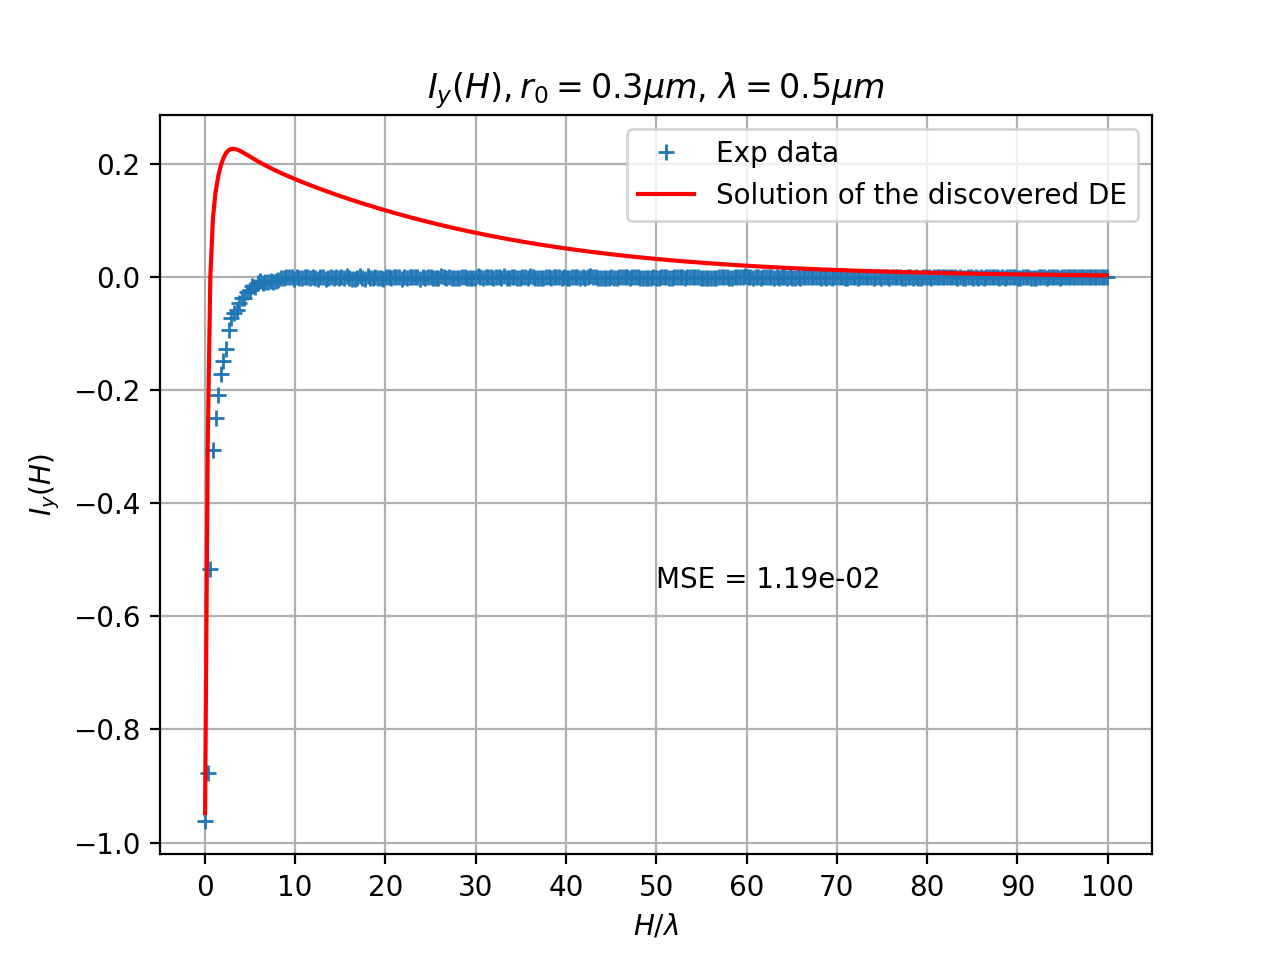 I_y(H), r_0 = 0.3μm, λ = 0.5μm
Exp data
Solution of the discovered DE
0.2
0.0
−0.2
−0.4
−0.6
−0.8
−1.0
I_y(H)
MSE = 1.19e-02
0 10 20 30 40 50 60 70 80 90 100
H/λ